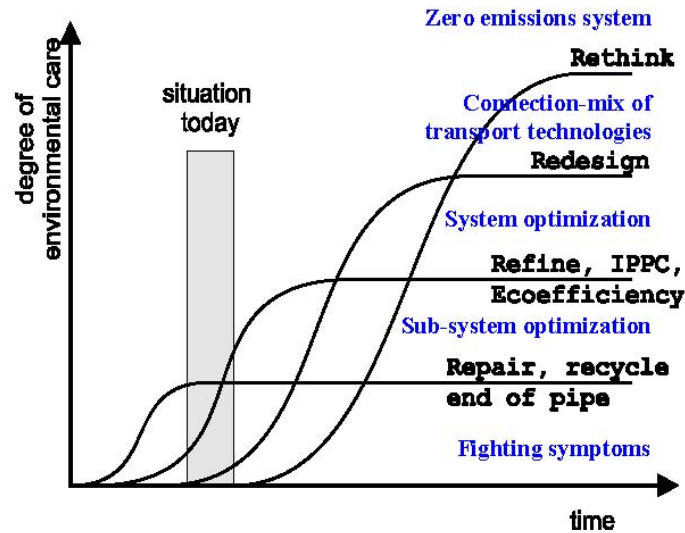 Zero emissions system
Rethink
degree of
environmental care
situation
today
Connection-mix of
transport technologies
Redesign
System optimization
Refine, IPPC,
Ecoefficiency
Sub-system optimization
Repair, recycle
end of pipe
Fighting symptoms
time